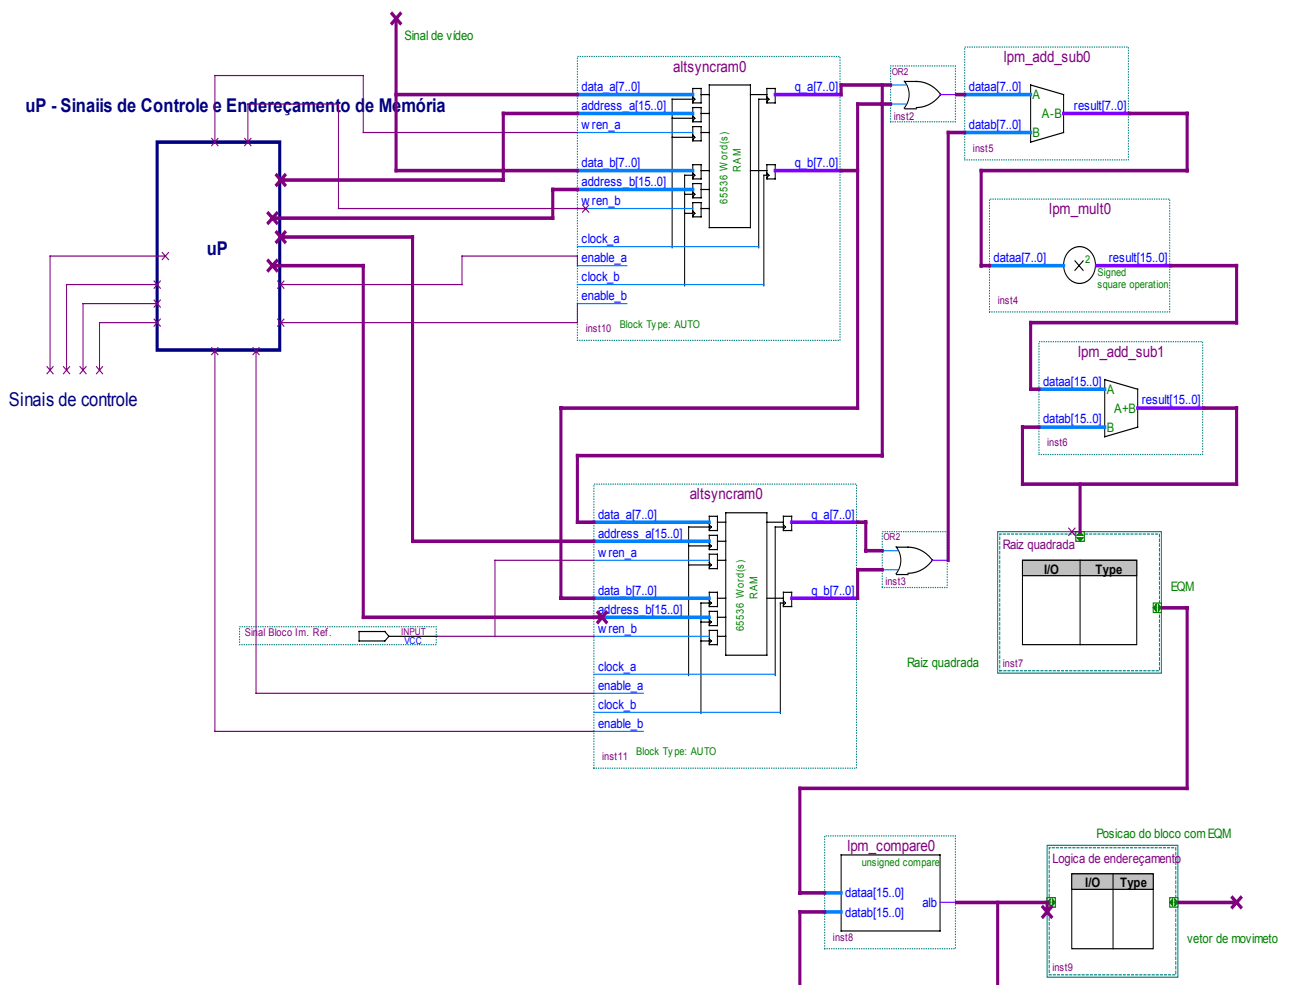 Sinal de vídeo
uP - Sinaiis de Controle e Endereçamento de Memória
uP
Sinais de controle
altsyncram0
data_a[7..0]
address_a[15..0]
wren_a
data_b[7..0]
address_b[15..0]
wren_b
clock_a
enable_a
clock_b
enable_b
q_a[7..0]
q_b[7..0]
65536 Word(s)
RAM
inst10
Block Type: AUTO
OR2
inst2
lpm_add_sub0
dataa[7..0]
datab[7..0]
A
B
A-B
result[7..0]
inst5
lpm_mult0
dataa[7..0]
2
result[15..0]
Signed
square operation
inst4
lpm_add_sub1
dataa[15..0]
datab[15..0]
A
B
A+B
result[15..0]
inst6
altsyncram0
data_a[7..0]
address_a[15..0]
wren_a
data_b[7..0]
address_b[15..0]
wren_b
clock_a
enable_a
clock_b
enable_b
q_a[7..0]
q_b[7..0]
65536 Word(s)
RAM
inst11
Block Type: AUTO
OR2
inst3
Sinal Bloco Im. Ref.
INPUT
VCC
Raiz quadrada
I/O Type
inst7
EQM
Raiz quadrada
lpm_compare0
unsigned compare
dataa[15..0]
datab[15..0]
alb
inst8
Posicao do bloco com EQM
Logica de endereçamento
I/O Type
inst9
vetor de movimeto